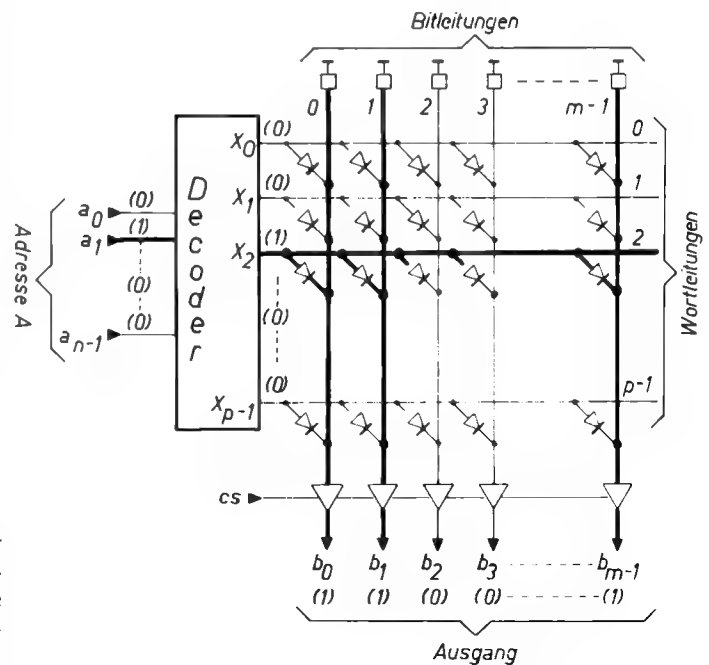 Bitleitungen
0 1 2 3 m-1
Decoder
Adresse A
a0 (0)
a1 (1)
(0) (0)
an-1 (0)
X0 (0) 0
X1 (0) 1
X2 (1) 2
(0)
Xp-1 (0) p-1
Wortleitungen
cs
b0 b1 b2 b3 bm-1
(1) (1) (0) (0) (1)
Ausgang